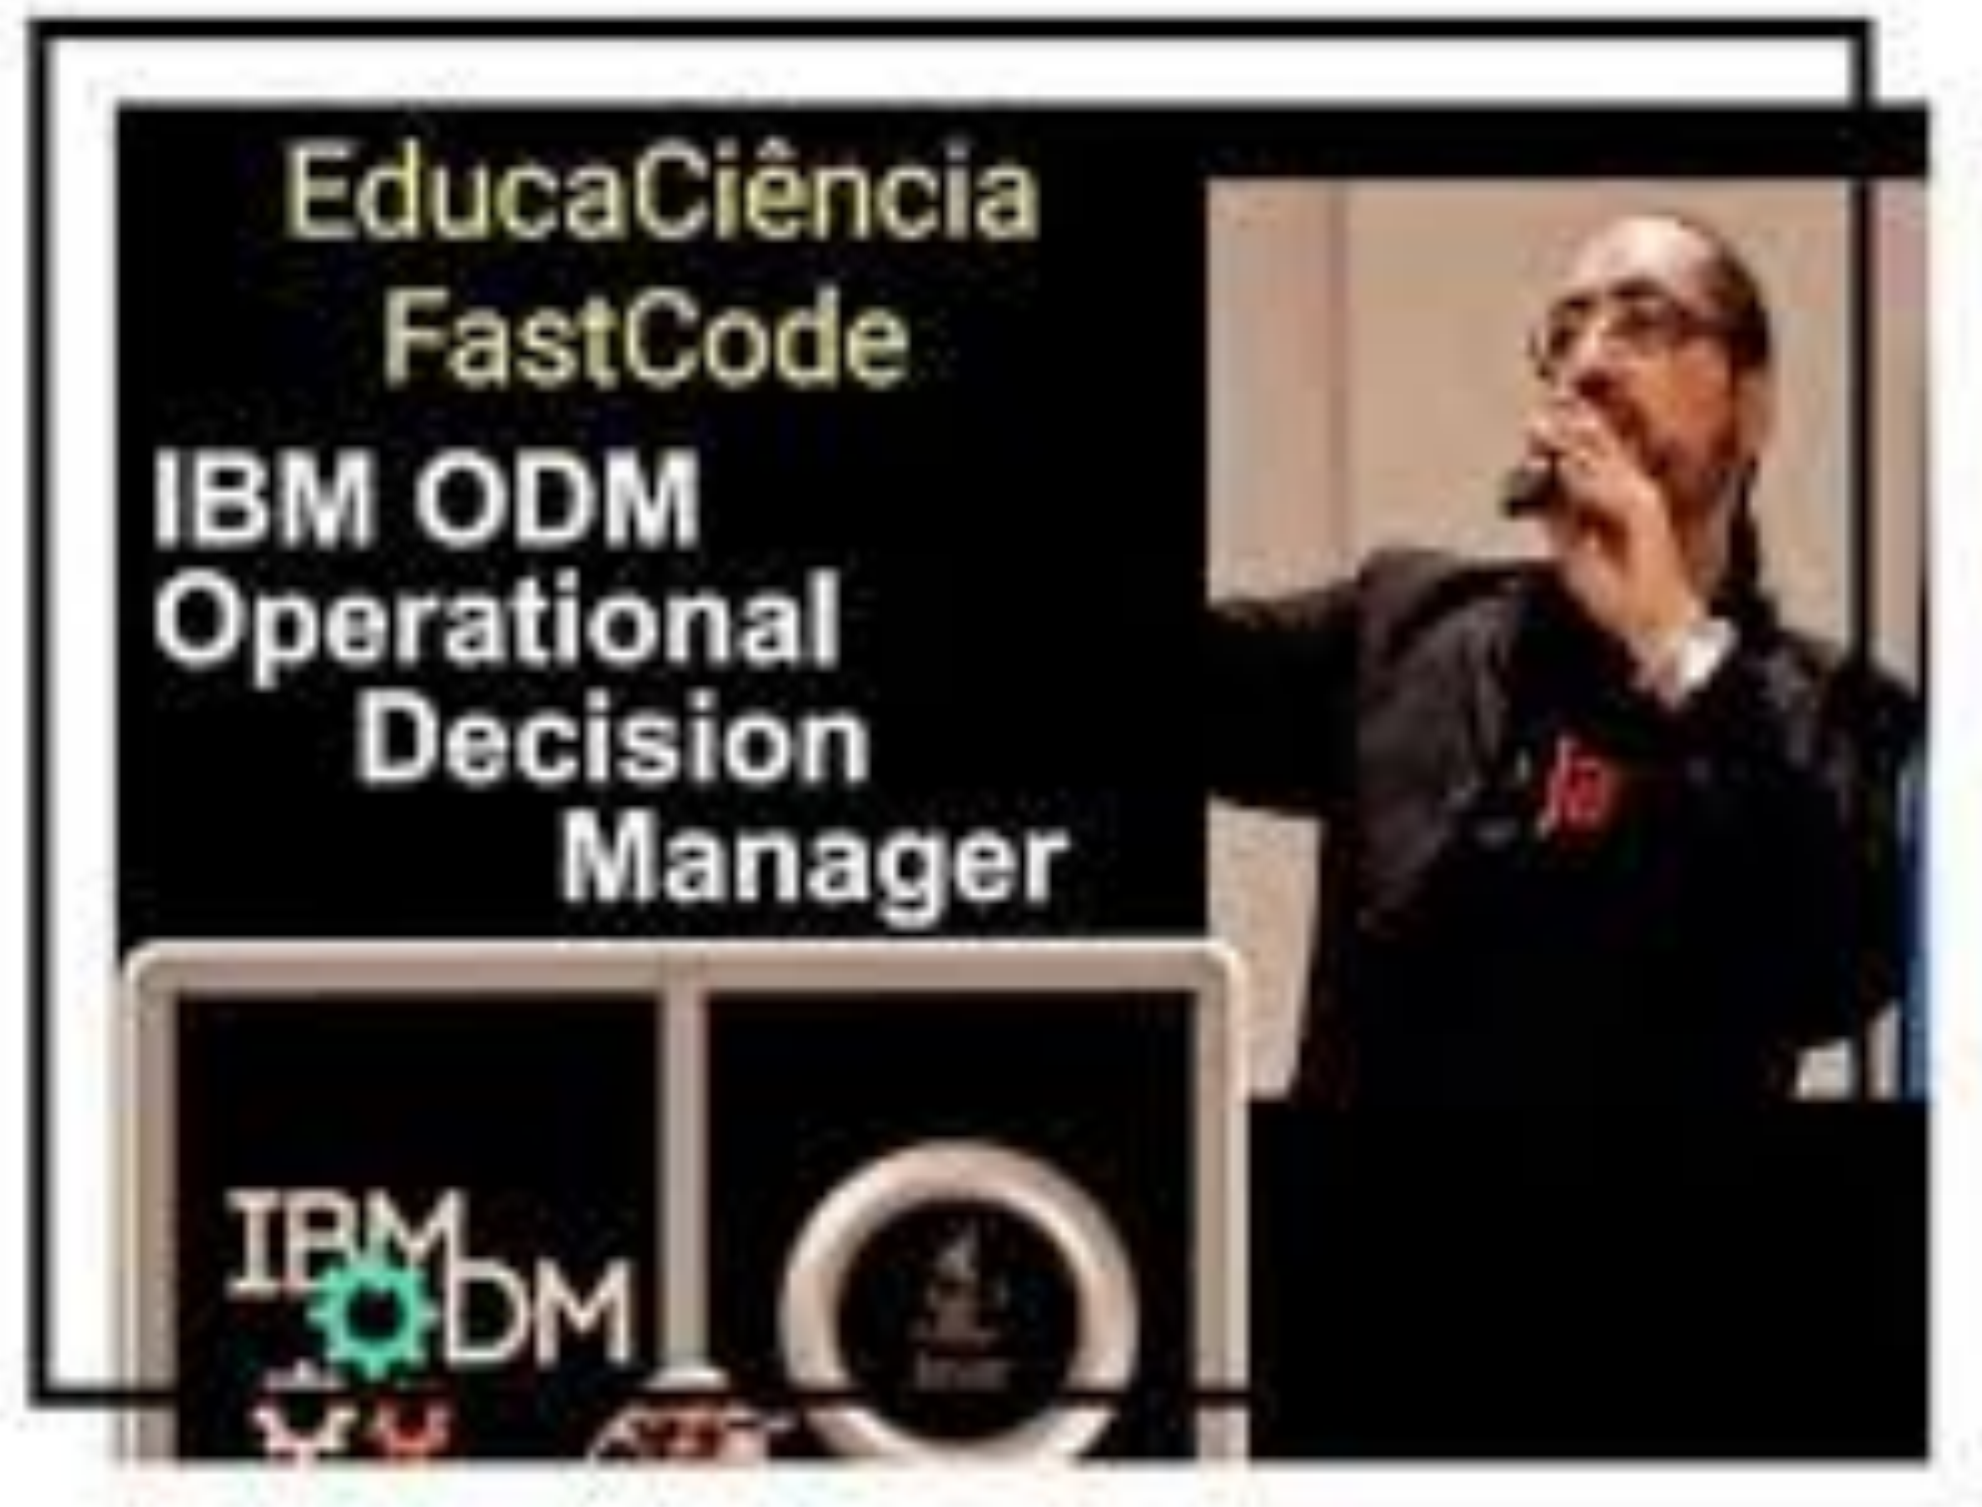 EducaCiência
FastCode
IBM ODM
Operational
Decision
Manager
IBM
ODM